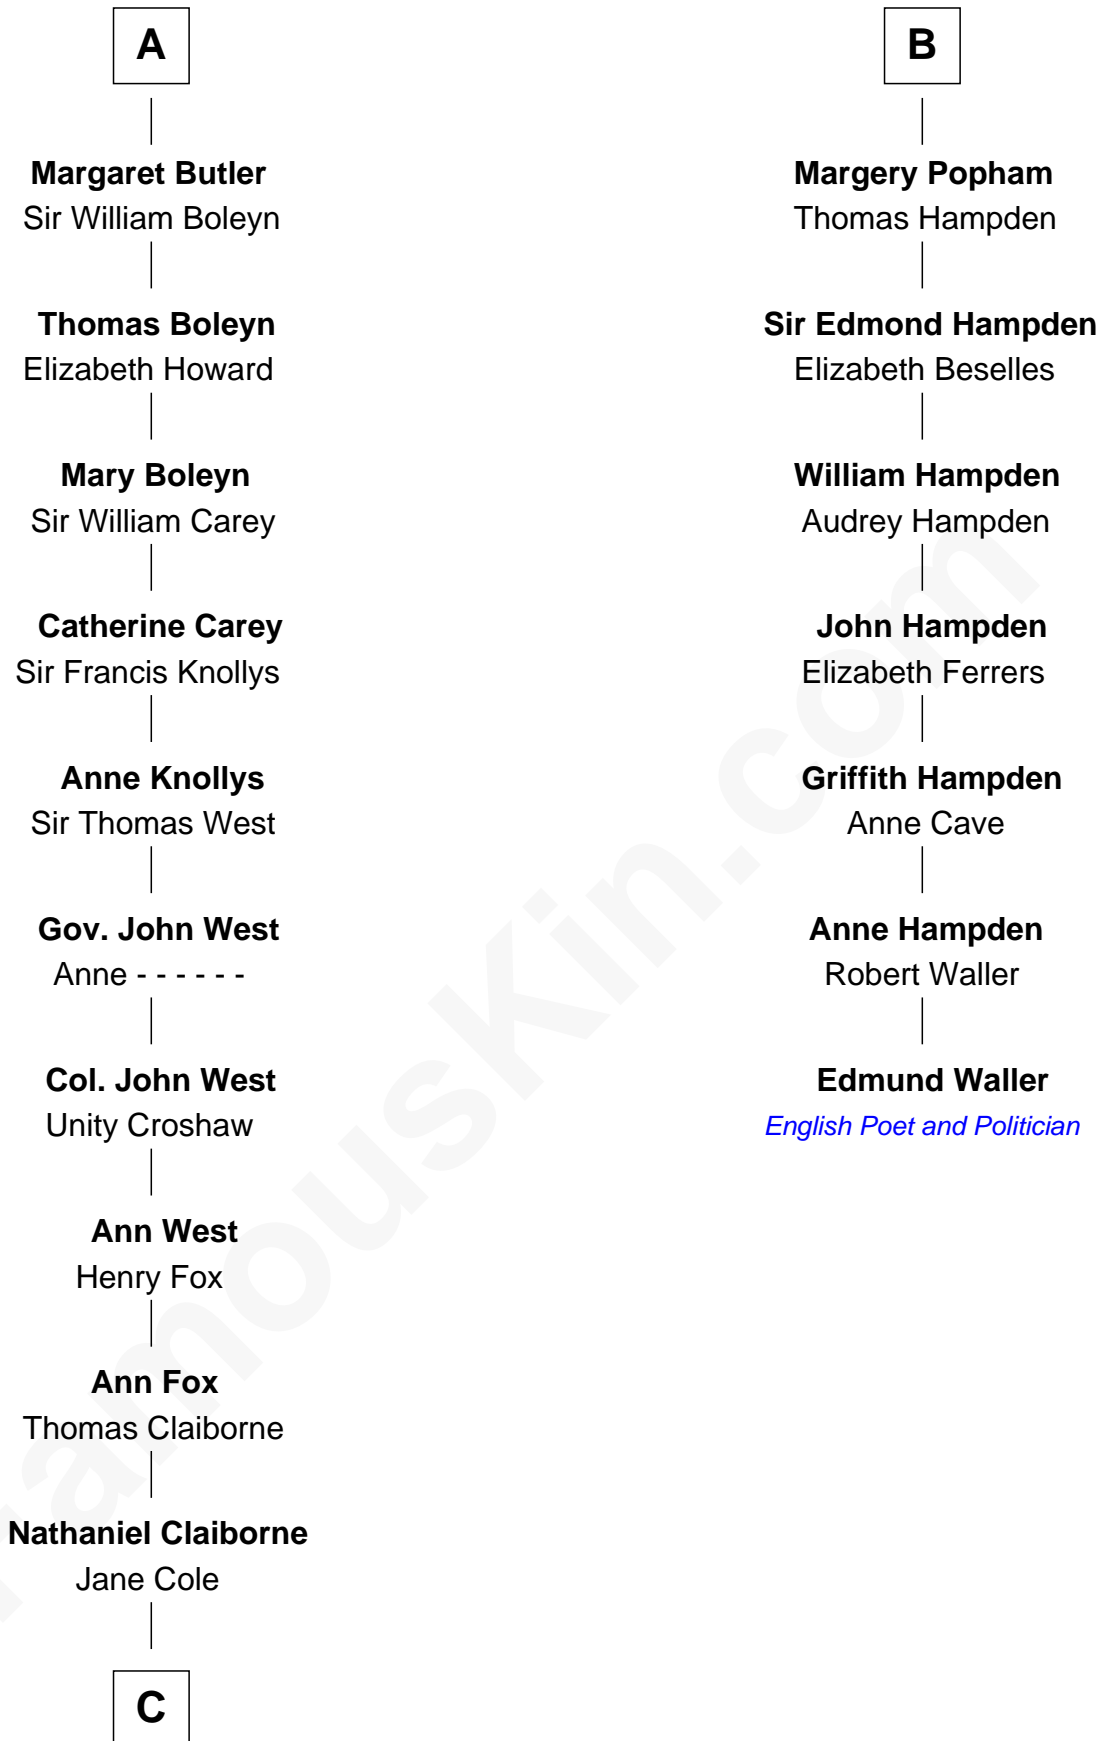 A
Margaret Butler
Sir William Boleyn
Thomas Boleyn
Elizabeth Howard
Mary Boleyn
Sir William Carey
Catherine Carey
Sir Francis Knollys
Anne Knollys
Sir Thomas West
Gov. John West
Anne - - - - - -
Col. John West
Unity Croshaw
Ann West
Henry Fox
Ann Fox
Thomas Claiborne
Nathaniel Claiborne
Jane Cole
C
B
Margery Popham
Thomas Hampden
Sir Edmond Hampden
Elizabeth Beselles
William Hampden
Audrey Hampden
John Hampden
Elizabeth Ferrers
Griffith Hampden
Anne Cave
Anne Hampden
Robert Waller
Edmund Waller
English Poet and Politician
FamousKin.com